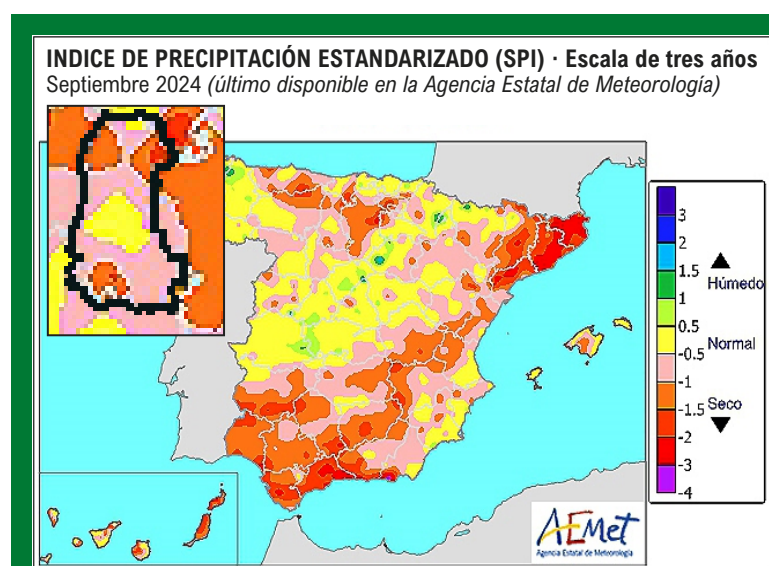 INDICE DE PRECIPITACIÓN ESTANDARIZADO (SPI) · Escala de tres años
Septiembre 2024 (último disponible en la Agencia Estatal de Meteorología)
3
2
1.5
1
0.5
-0.5
-1
-1.5
-2
-3
-4
Húmedo
Normal
Seco
AEMet
Agencia Estatal de Meteorología